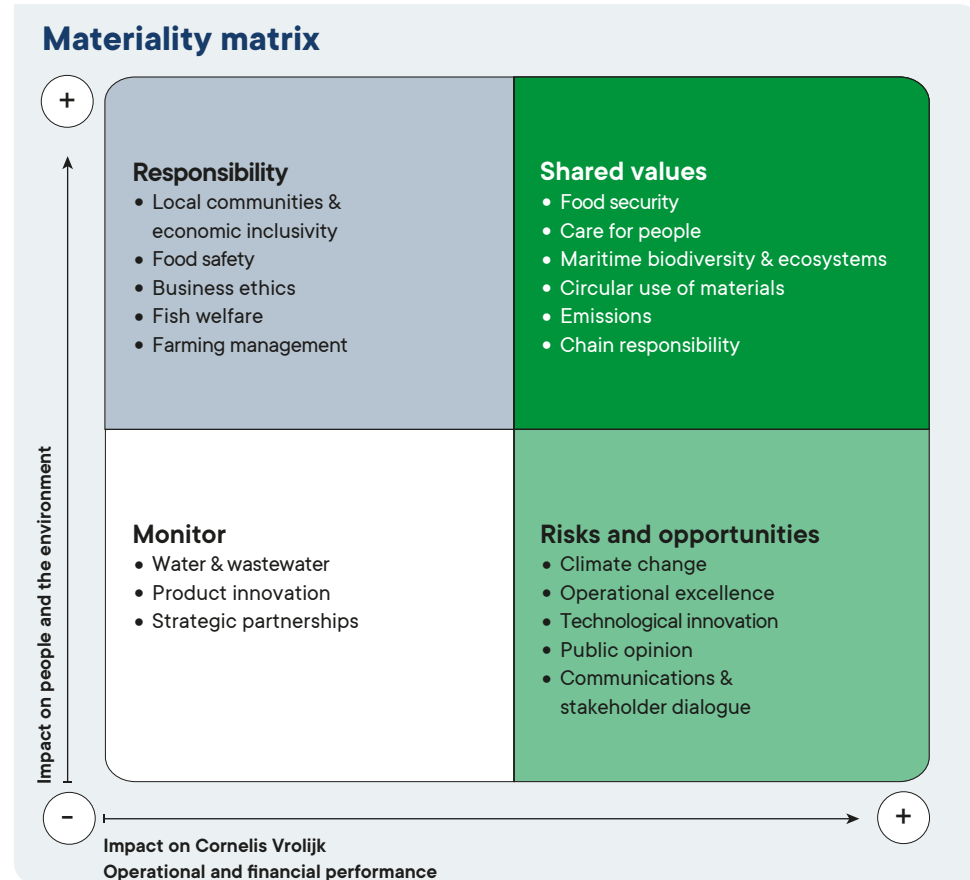 Materiality matrix
+
Responsibility
• Local communities &
economic inclusivity
• Food safety
• Business ethics
• Fish welfare
• Farming management
Shared values
• Food security
• Care for people
• Maritime biodiversity & ecosystems
• Circular use of materials
• Emissions
• Chain responsibility
Impact on people and the environment
Monitor
• Water & wastewater
• Product innovation
• Strategic partnerships
Risks and opportunities
• Climate change
• Operational excellence
• Technological innovation
• Public opinion
• Communications &
stakeholder dialogue
-
+
Impact on Cornelis Vrolijk
Operational and financial performance